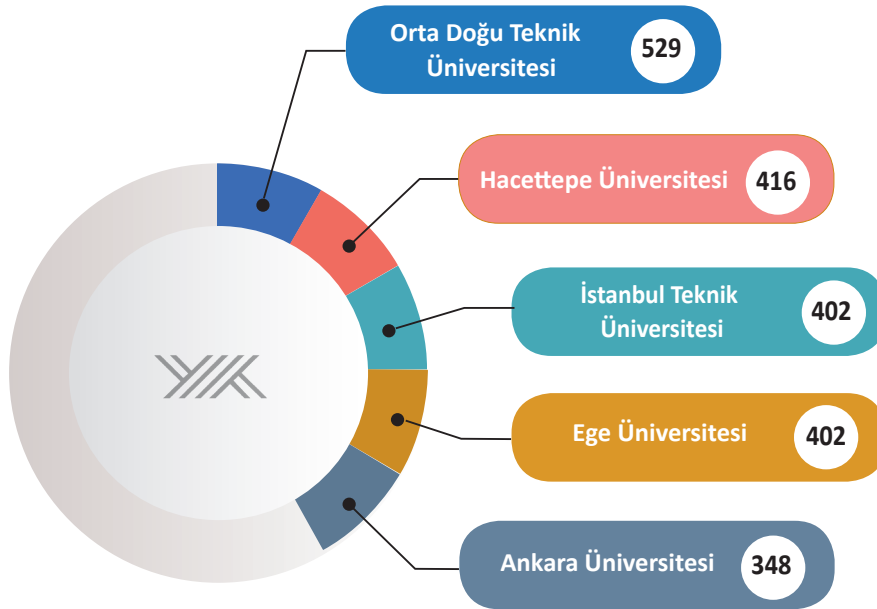 Orta Doğu Teknik
Üniversitesi
529
Hacettepe Üniversitesi
416
İstanbul Teknik
Üniversitesi
402
Ege Üniversitesi
402
Ankara Üniversitesi
348